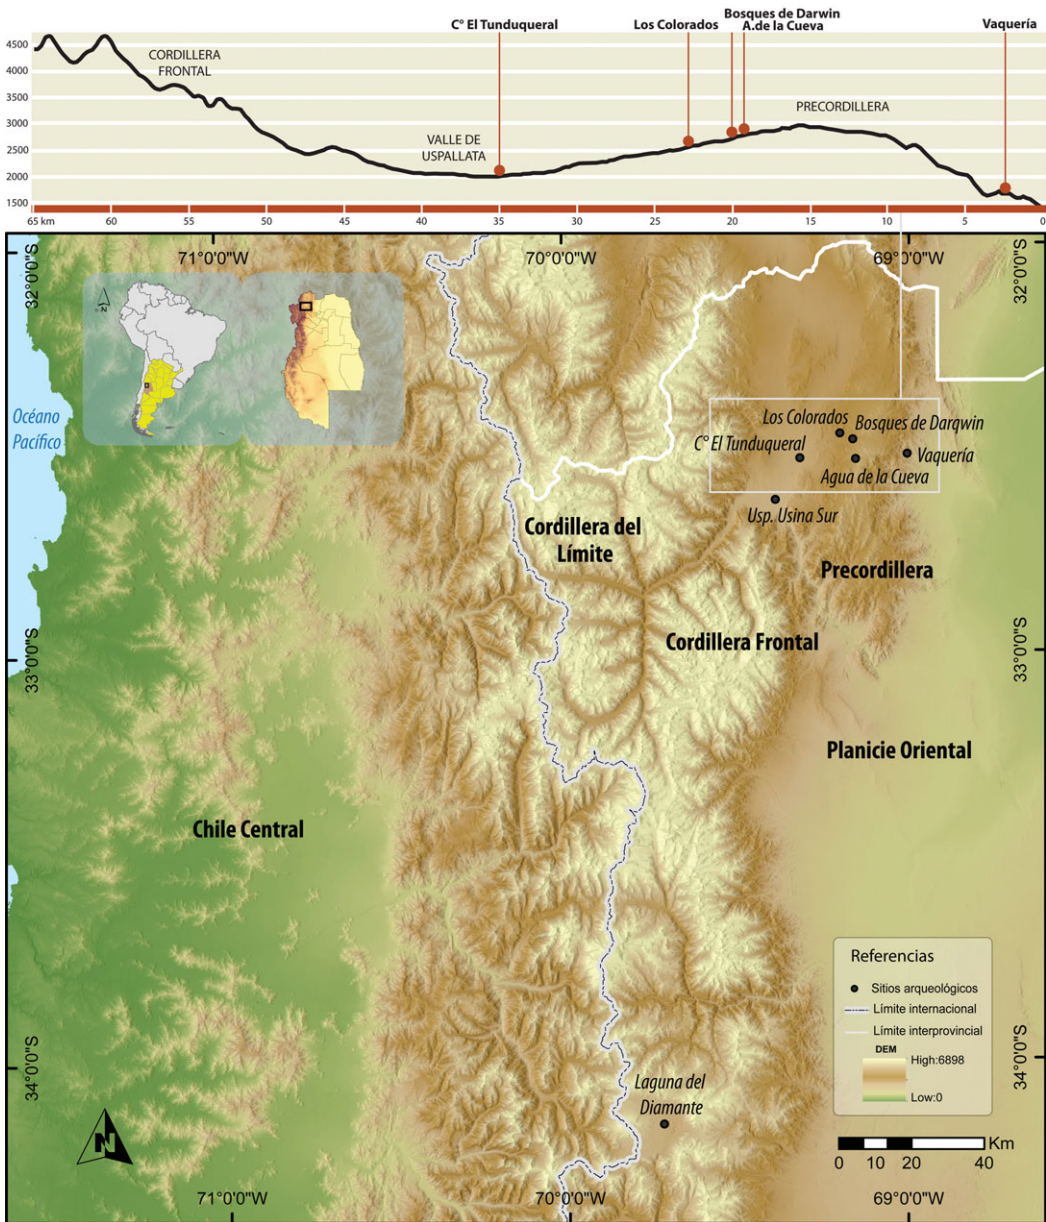 C° El Tunduqueral
Los Colorados
Bosques de Darwin
A.de la Cueva
Vaquería
4500
4000
3500
3000
2500
2000
1500
CORDILLERA
FRONTAL
VALLE DE
USPALLATA
PRECORDILLERA
65 km
60
55
50
45
40
35
30
25
20
15
10
5
0
71°0'0"W
70°0'0"W
69°0'0"W
32°0'0"S
32°0'0"S
N
Océano
Pacífico
Los Colorados
Bosques de Darqwin
C° El Tunduqueral
Vaquería
Agua de la Cueva
Usp. Usina Sur
Cordillera del
Límite
Precordillera
Cordillera Frontal
33°0'0"S
33°0'0"S
Planicie Oriental
Chile Central
Referencias
Sitios arqueológicos
Límite internacional
Límite interprovincial
DEM
High:6898
Low:0
34°0'0"S
34°0'0"S
Laguna del
Diamante
N
Km
0
10
20
40
71°0'0"W
70°0'0"W
69°0'0"W